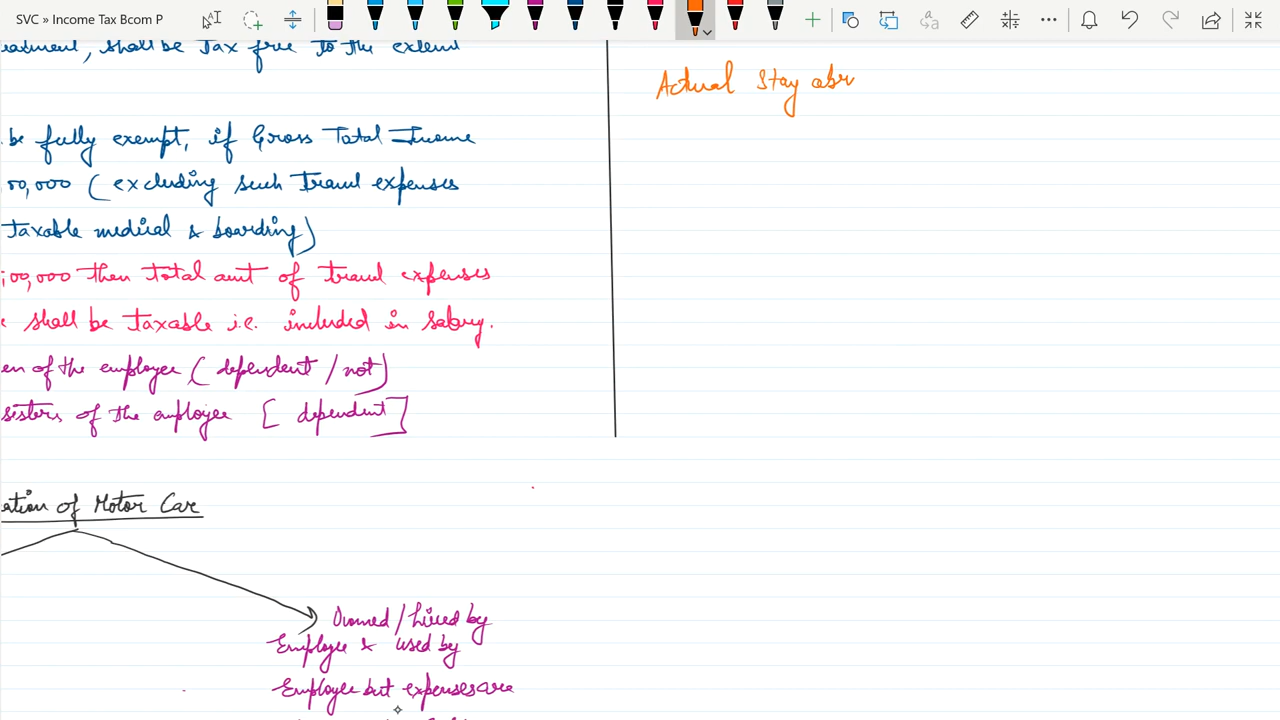 SVC » Income Tax Bcom P
eatment, shall be Tax free to the extent
be fully exempt, if Gross Total Income
00,000 (excluding such Travel expenses
Taxable medical & boarding)
,00,000 then total amt of travel expenses
e shall be taxable i.e. included in Salary.
en of the employee (dependent / not)
sisters of the employee [dependent]
Actual Stay abr
ation of Motor Car
Owned / hired by
Employee & used by
Employee but expenses are